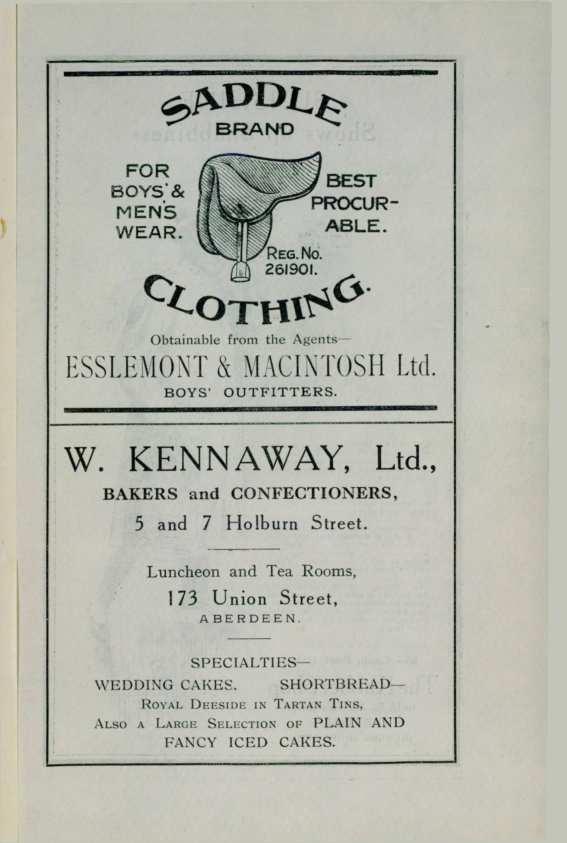 SADDLE
BRAND
FOR
BOYS' &
MEN'S
WEAR.
BEST
PROCUR-
ABLE.
REG. No.
261901.
CLOTHING.
Obtainable from the Agents—
ESSLEMONT & MACINTOSH Ltd.
BOYS' OUTFITTERS.
W. KENNAWAY, Ltd.,
BAKERS and CONFECTIONERS,
5 and 7 Holburn Street.
Luncheon and Tea Rooms,
173 Union Street,
ABERDEEN.
SPECIALTIES—
WEDDING CAKES. SHORTBREAD—
ROYAL DEESIDE IN TARTAN TINS,
ALSO A LARGE SELECTION OF PLAIN AND
FANCY ICED CAKES.